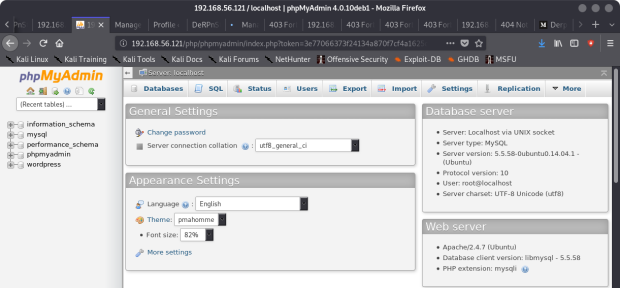 192.168.56.121 / localhost | phpMyAdmin 4.0.10deb1 - Mozilla Firefox
192.168
Manage
Profile
DeRPnS
192.168
403 For
403 For
403 For
192.168
404 Not
Derp
192.168.56.121/php/phpmyadmin/index.php?token=3e77066373f24134a870f7cf4a1625
Kali Linux
Kali Training
Kali Tools
Kali Docs
Kali Forums
NetHunter
Offensive Security
Exploit-DB
GHDB
MSFU
phpMyAdmin
(Recent tables) ...
information_schema
mysql
performance_schema
phpmyadmin
wordpress
Server: localhost
Databases
SQL
Status
Users
Export
Import
Settings
Replication
More
General Settings
Change password
Server connection collation : utf8_general_ci
Appearance Settings
Language : English
Theme: pmahomme
Font size: 82%
More settings
Database server
Server: Localhost via UNIX socket
Server type: MySQL
Server version: 5.5.58-0ubuntu0.14.04.1 -
(Ubuntu)
Protocol version: 10
User: root@localhost
Server charset: UTF-8 Unicode (utf8)
Web server
Apache/2.4.7 (Ubuntu)
Database client version: libmysql - 5.5.58
PHP extension: mysqli